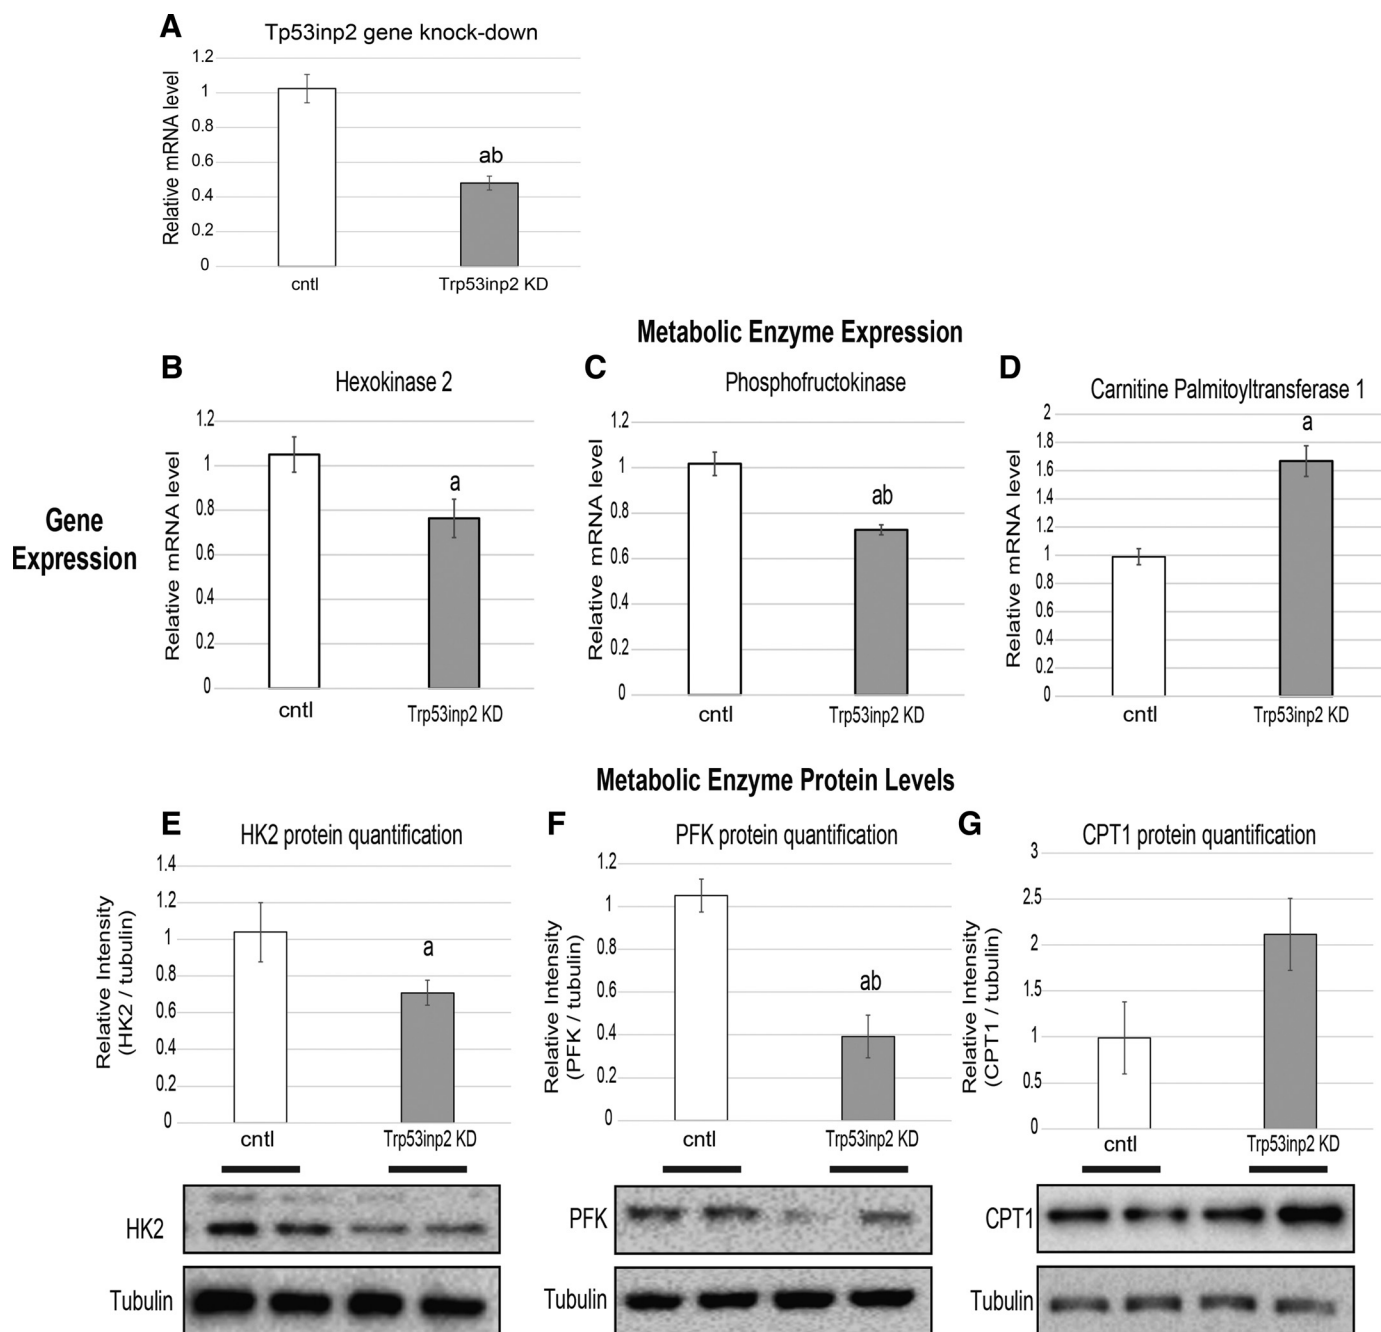 A
Tp53inp2 gene knock-down
Relative mRNA level
1.2
1
0.8
0.6
0.4
0.2
0
ab
cntl
Trp53inp2 KD
Metabolic Enzyme Expression
Gene
Expression
B
Hexokinase 2
Relative mRNA level
1.2
1
0.8
0.6
0.4
0.2
0
a
cntl
Trp53inp2 KD
C
Phosphofructokinase
Relative mRNA level
1.2
1
0.8
0.6
0.4
0.2
0
ab
cntl
Trp53inp2 KD
D
Carnitine Palmitoyltransferase 1
Relative mRNA level
2
1.8
1.6
1.4
1.2
1
0.8
0.6
0.4
0.2
0
a
cntl
Trp53inp2 KD
Metabolic Enzyme Protein Levels
E
HK2 protein quantification
Relative Intensity
(HK2 / tubulin)
1.4
1.2
1
0.8
0.6
0.4
0.2
0
a
cntl
Trp53inp2 KD
HK2
Tubulin
F
PFK protein quantification
Relative Intensity
(PFK / tubulin)
1.2
1
0.8
0.6
0.4
0.2
0
ab
cntl
Trp53inp2 KD
PFK
Tubulin
G
CPT1 protein quantification
Relative Intensity
(CPT1 / tubulin)
3
2.5
2
1.5
1
0.5
0
cntl
Trp53inp2 KD
CPT1
Tubulin